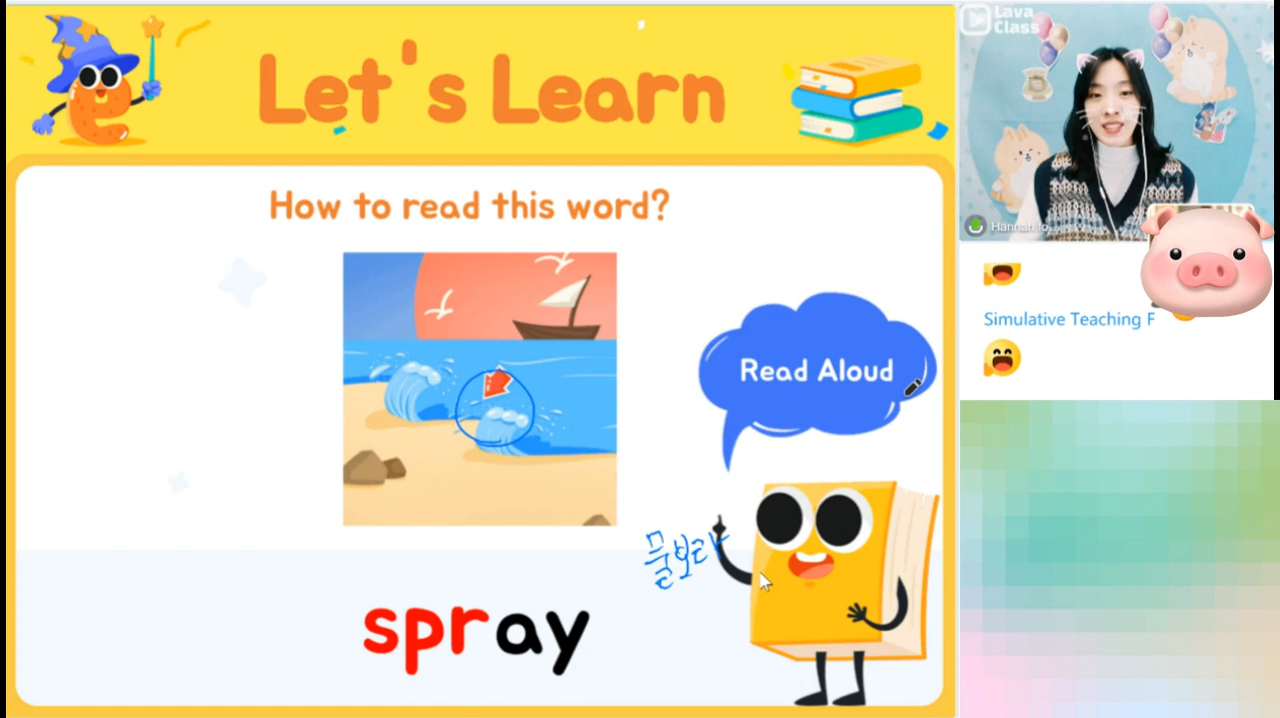 Let's Learn
How to read this word?
Read Aloud
물보라
spray
Lava
Class
Simulative Teaching F